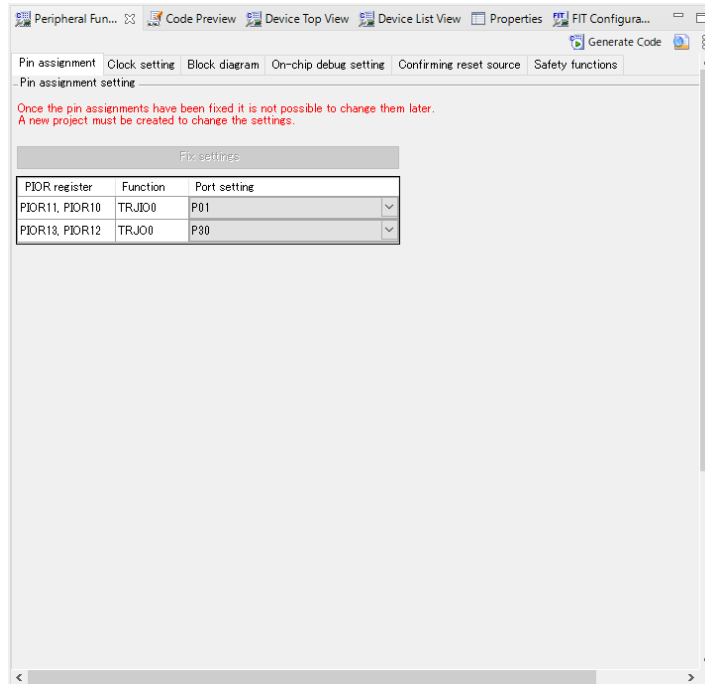 Peripheral Fun... Code Preview Device Top View Device List View Properties FIT Configura...
Generate Code
Pin assignment Clock setting Block diagram On-chip debug setting Confirming reset source Safety functions
Pin assignment setting
Once the pin assignments have been fixed it is not possible to change them later.
A new project must be created to change the settings.
Fix settings
PIOR register Function Port setting
PIOR11, PIOR10 TRJIO0 P01
PIOR13, PIOR12 TRJO0 P30